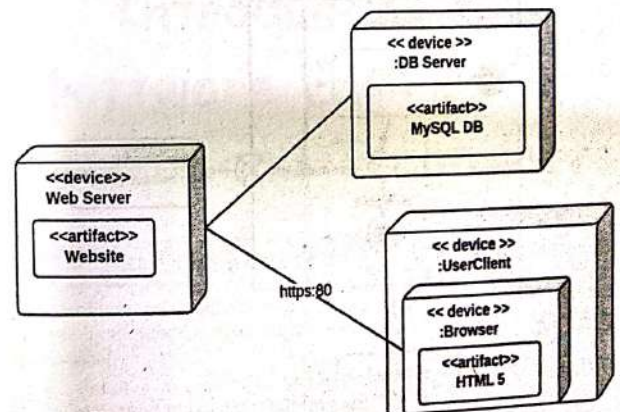 << device >>
:DB Server
<<artifact>>
MySQL DB
<<device>>
Web Server
<<artifact>>
Website
https:80
<< device >>
:UserClient
<< device >>
:Browser
<<artifact>>
HTML 5